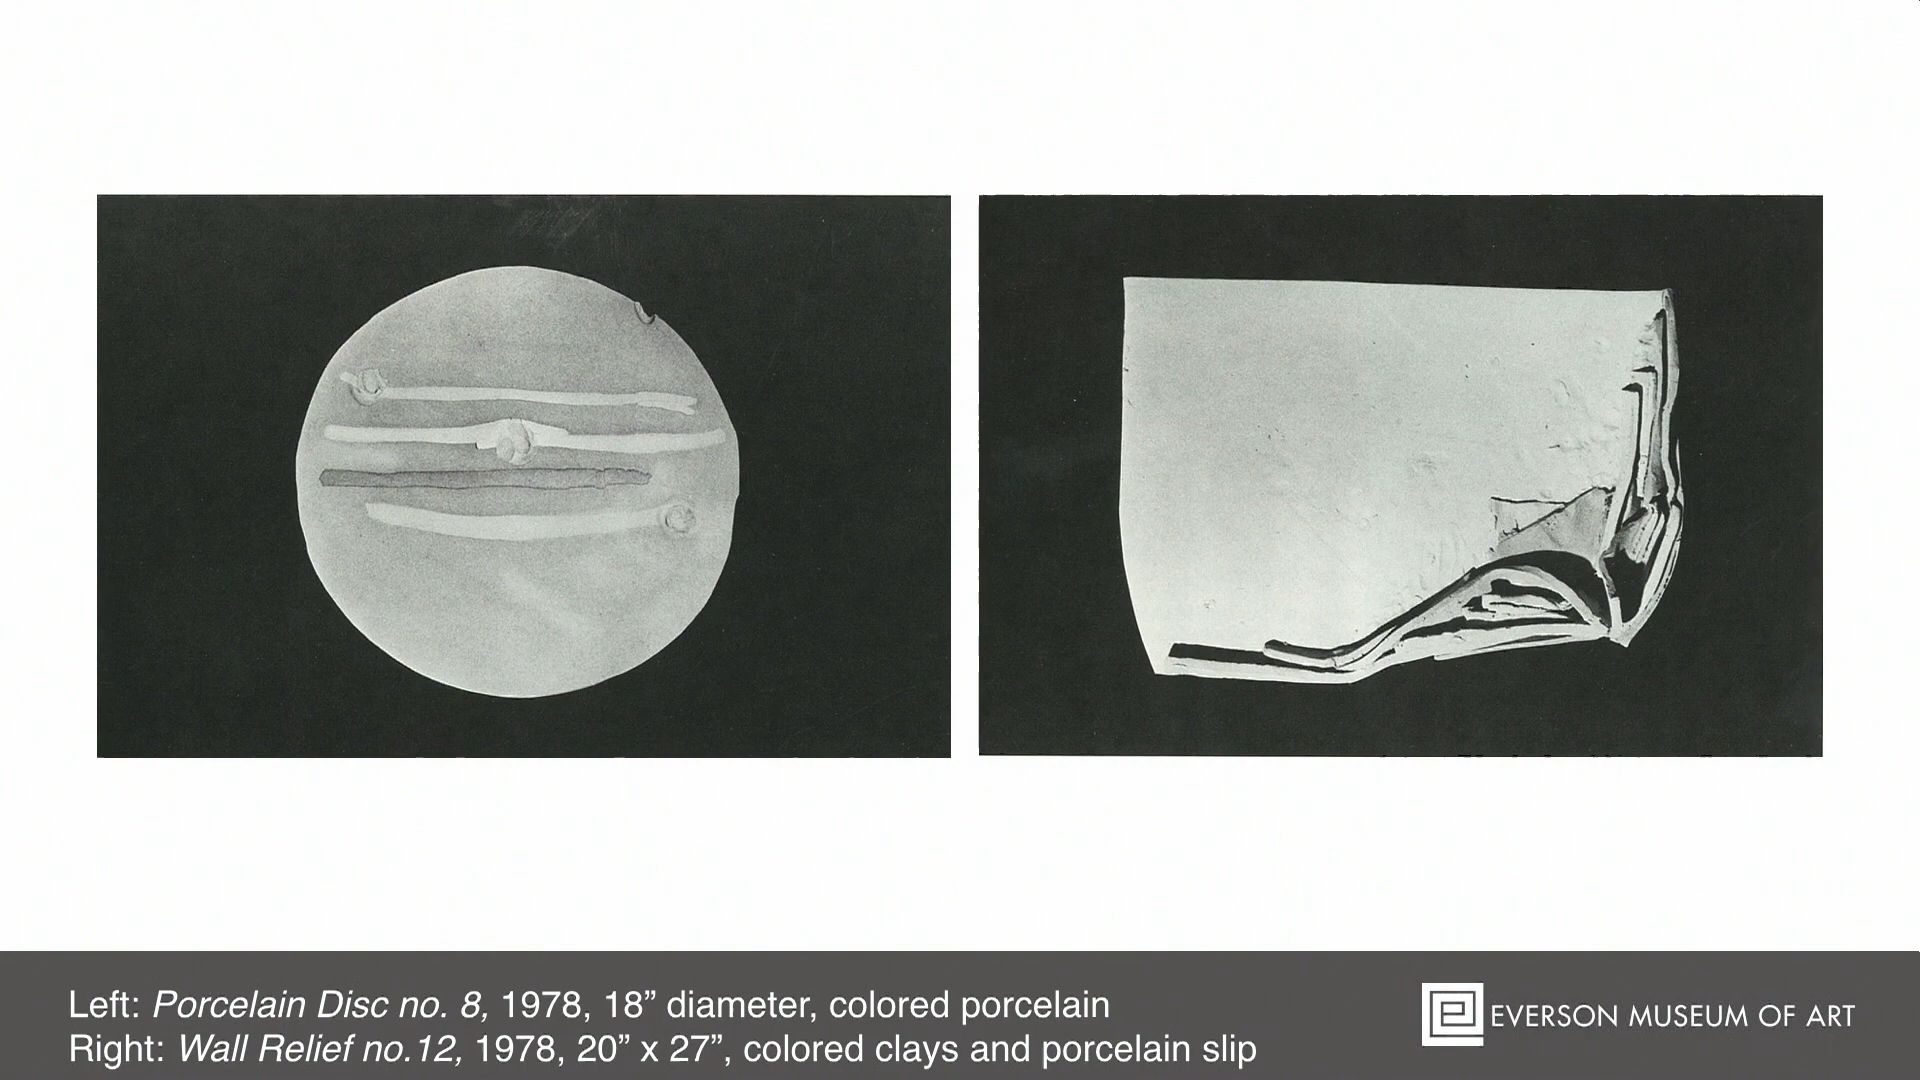 Left: Porcelain Disc no. 8, 1978, 18” diameter, colored porcelain
Right: Wall Relief no.12, 1978, 20” x 27”, colored clays and porcelain slip
EVERSON MUSEUM OF ART